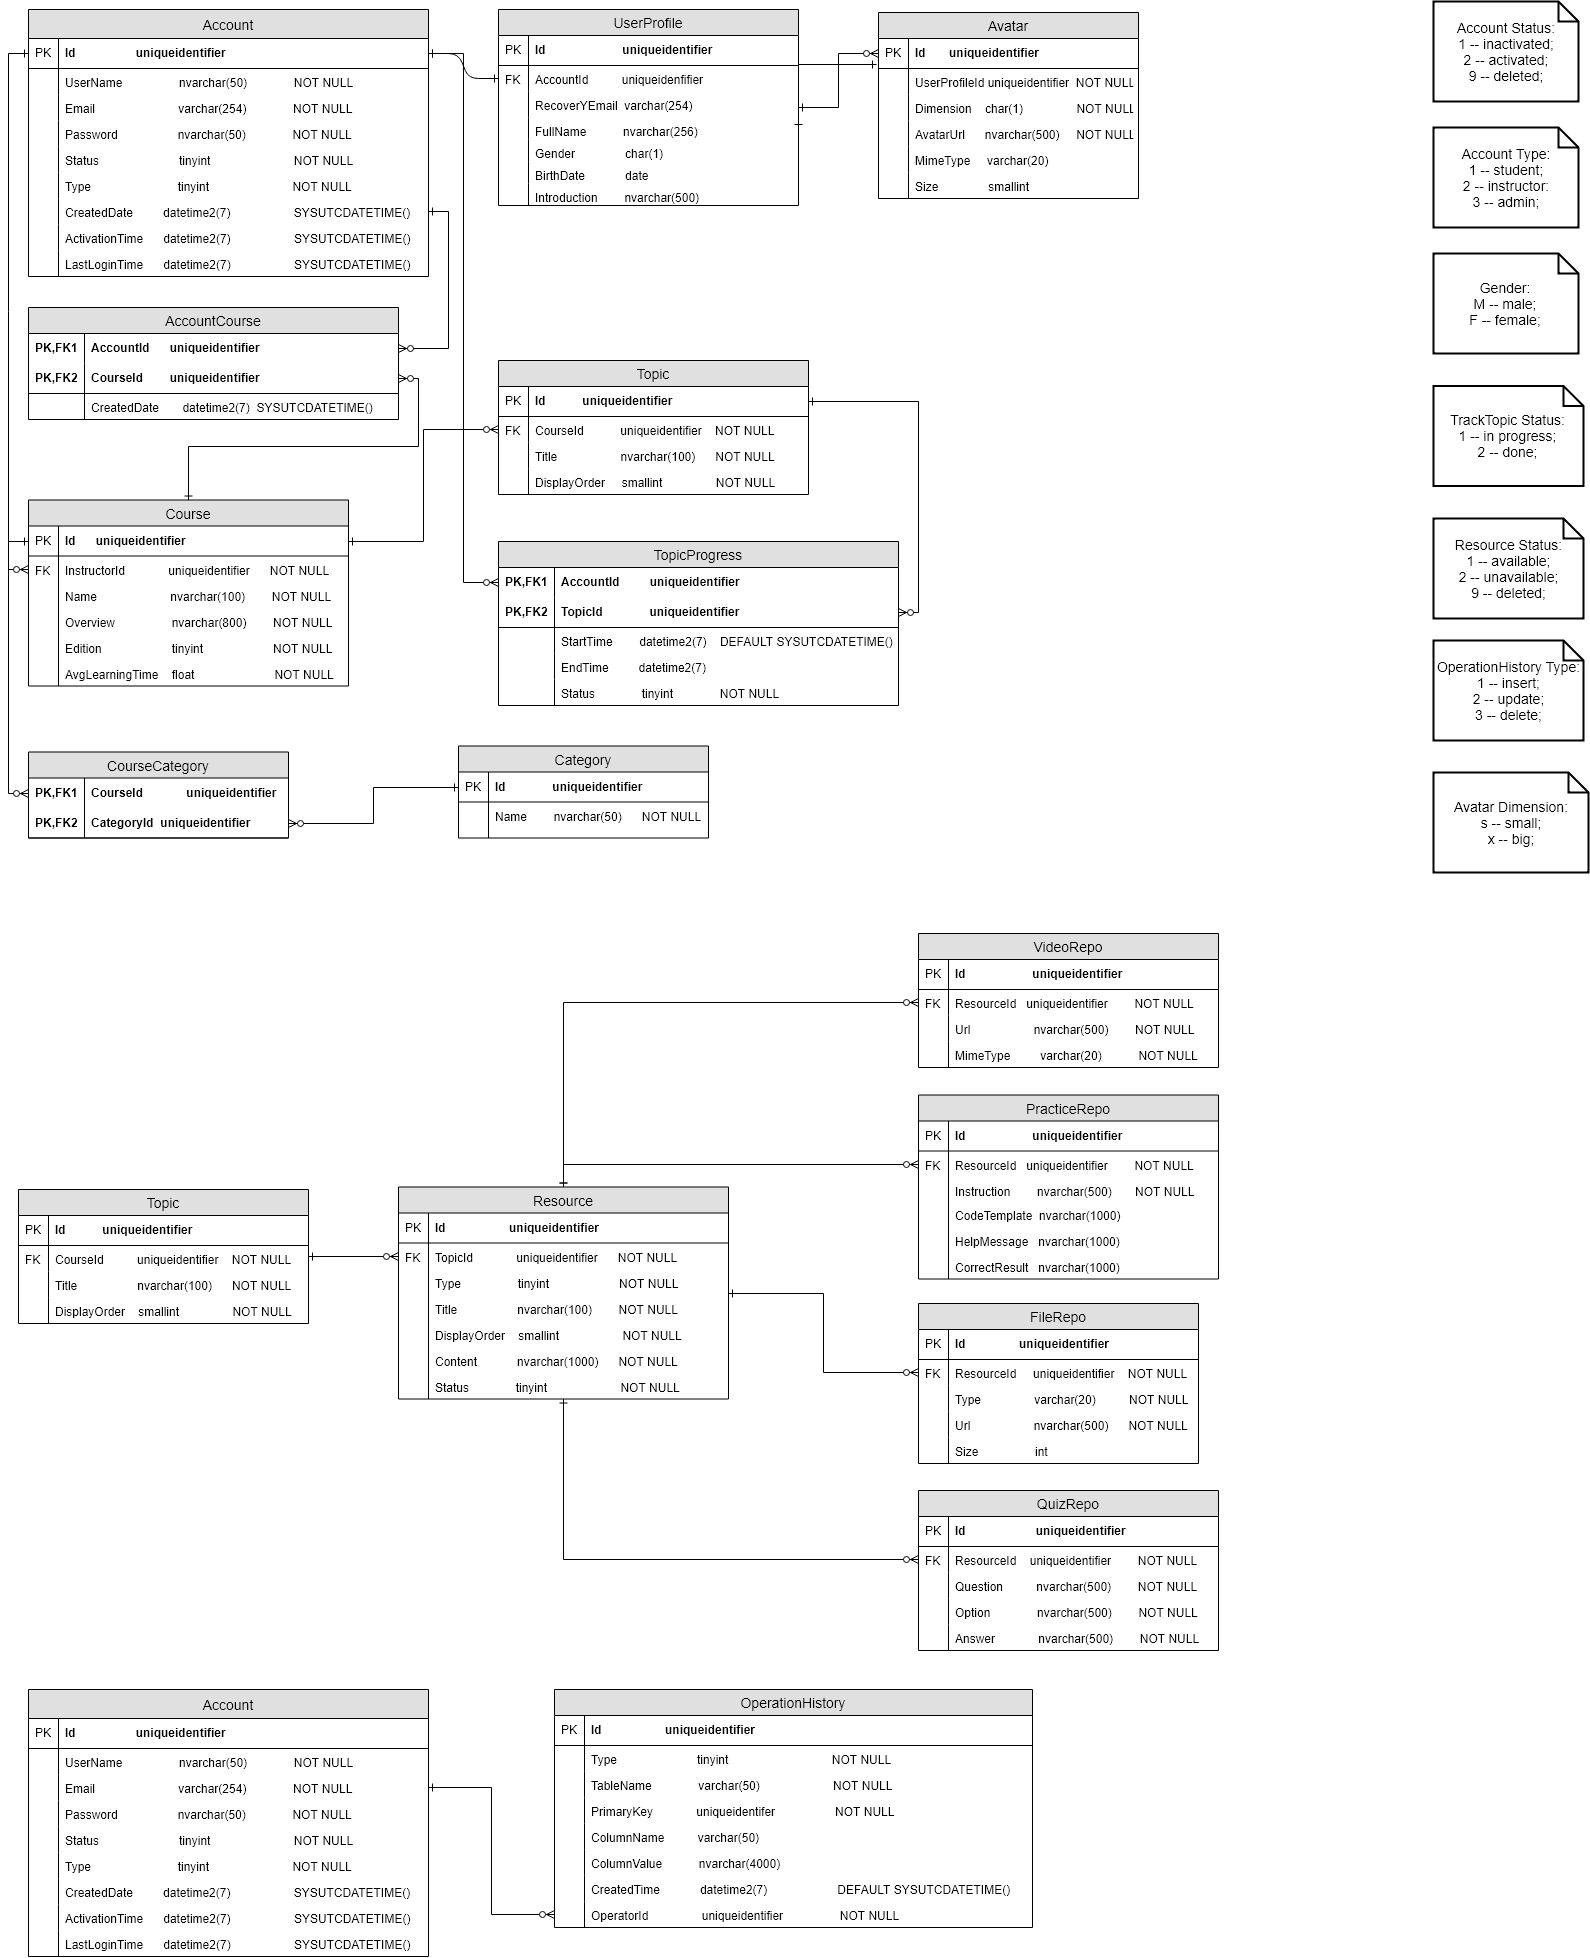 Account
PK Id uniqueidentifier
UserName nvarchar(50) NOT NULL
Email varchar(254) NOT NULL
Password nvarchar(50) NOT NULL
Status tinyint NOT NULL
Type tinyint NOT NULL
CreatedDate datetime2(7) SYSUTCDATETIME()
ActivationTime datetime2(7) SYSUTCDATETIME()
LastLoginTime datetime2(7) SYSUTCDATETIME()
UserProfile
PK Id uniqueidentifier
FK AccountId uniqueidenfifier
RecoverYEmail varchar(254)
FullName nvarchar(256)
Gender char(1)
BirthDate date
Introduction nvarchar(500)
Avatar
PK Id uniqueidentifier
UserProfileId uniqueidentifier NOT NULL
Dimension char(1) NOT NULL
AvatarUrl nvarchar(500) NOT NULL
MimeType varchar(20)
Size smallint
Account Status:
1 -- inactivated;
2 -- activated;
9 -- deleted;
Account Type:
1 -- student;
2 -- instructor:
3 -- admin;
Gender:
M -- male;
F -- female;
TrackTopic Status:
1 -- in progress;
2 -- done;
Resource Status:
1 -- available;
2 -- unavailable;
9 -- deleted;
OperationHistory Type:
1 -- insert;
2 -- update;
3 -- delete;
Avatar Dimension:
s -- small;
x -- big;
AccountCourse
PK,FK1 AccountId uniqueidentifier
PK,FK2 CourseId uniqueidentifier
CreatedDate datetime2(7) SYSUTCDATETIME()
Topic
PK Id uniqueidentifier
FK CourseId uniqueidentifier NOT NULL
Title nvarchar(100) NOT NULL
DisplayOrder smallint NOT NULL
Course
PK Id uniqueidentifier
FK InstructorId uniqueidentifier NOT NULL
Name nvarchar(100) NOT NULL
Overview nvarchar(800) NOT NULL
Edition tinyint NOT NULL
AvgLearningTime float NOT NULL
TopicProgress
PK,FK1 AccountId uniqueidentifier
PK,FK2 TopicId uniqueidentifier
StartTime datetime2(7) DEFAULT SYSUTCDATETIME()
EndTime datetime2(7)
Status tinyint NOT NULL
CourseCategory
PK,FK1 CourseId uniqueidentifier
PK,FK2 CategoryId uniqueidentifier
Category
PK Id uniqueidentifier
Name nvarchar(50) NOT NULL
VideoRepo
PK Id uniqueidentifier
FK ResourceId uniqueidentifier NOT NULL
Url nvarchar(500) NOT NULL
MimeType varchar(20) NOT NULL
PracticeRepo
PK Id uniqueidentifier
FK ResourceId uniqueidentifier NOT NULL
Instruction nvarchar(500) NOT NULL
CodeTemplate nvarchar(1000)
HelpMessage nvarchar(1000)
CorrectResult nvarchar(1000)
Topic
PK Id uniqueidentifier
FK CourseId uniqueidentifier NOT NULL
Title nvarchar(100) NOT NULL
DisplayOrder smallint NOT NULL
Resource
PK Id uniqueidentifier
FK TopicId uniqueidentifier NOT NULL
Type tinyint NOT NULL
Title nvarchar(100) NOT NULL
DisplayOrder smallint NOT NULL
Content nvarchar(1000) NOT NULL
Status tinyint NOT NULL
FileRepo
PK Id uniqueidentifier
FK ResourceId uniqueidentifier NOT NULL
Type varchar(20) NOT NULL
Url nvarchar(500) NOT NULL
Size int
QuizRepo
PK Id uniqueidentifier
FK ResourceId uniqueidentifier NOT NULL
Question nvarchar(500) NOT NULL
Option nvarchar(500) NOT NULL
Answer nvarchar(500) NOT NULL
Account
PK Id uniqueidentifier
UserName nvarchar(50) NOT NULL
Email varchar(254) NOT NULL
Password nvarchar(50) NOT NULL
Status tinyint NOT NULL
Type tinyint NOT NULL
CreatedDate datetime2(7) SYSUTCDATETIME()
ActivationTime datetime2(7) SYSUTCDATETIME()
LastLoginTime datetime2(7) SYSUTCDATETIME()
OperationHistory
PK Id uniqueidentifier
Type tinyint NOT NULL
TableName varchar(50) NOT NULL
PrimaryKey uniqueidentifer NOT NULL
ColumnName varchar(50)
ColumnValue nvarchar(4000)
CreatedTime datetime2(7) DEFAULT SYSUTCDATETIME()
OperatorId uniqueidentifier NOT NULL